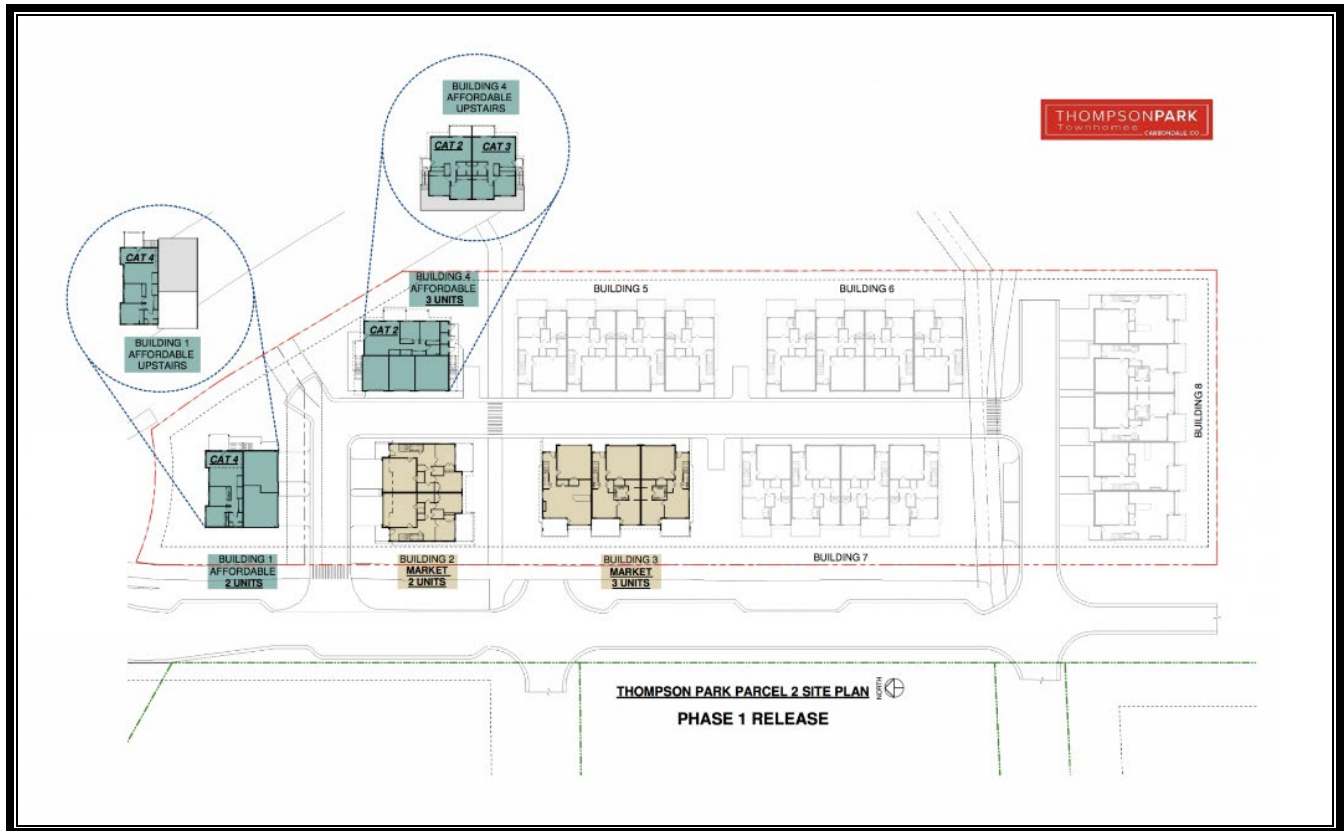 BUILDING 4
AFFORDABLE
UPSTAIRS
CAT 2
CAT 3
THOMPSONPARK
Townhomes
CARBONDALE, CO
CAT 4
BUILDING 1
AFFORDABLE
UPSTAIRS
BUILDING 4
AFFORDABLE
3 UNITS
CAT 2
BUILDING 5
BUILDING 6
BUILDING 8
CAT 4
BUILDING 1
AFFORDABLE
2 UNITS
BUILDING 2
MARKET
2 UNITS
BUILDING 3
MARKET
3 UNITS
BUILDING 7
THOMPSON PARK PARCEL 2 SITE PLAN
NORTH
PHASE 1 RELEASE